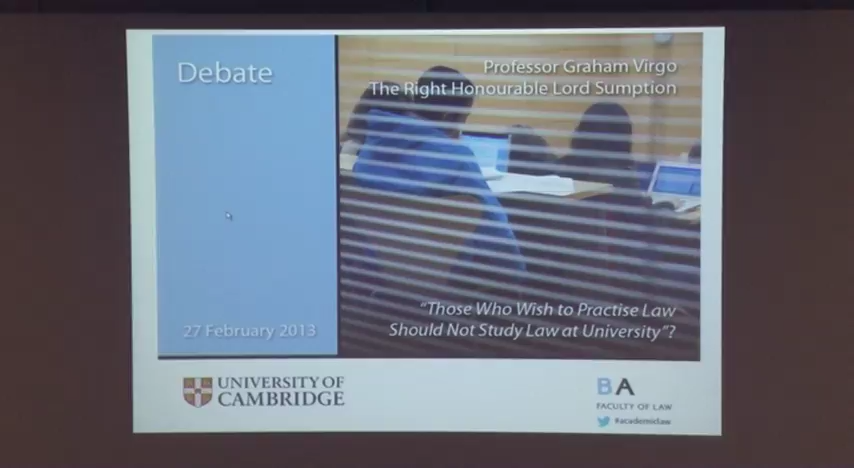 Debate
Professor Graham Virgo
The Right Honourable Lord Sumption
"Those Who Wish to Practise Law
Should Not Study Law at University"?
27 February 2013
UNIVERSITY OF
CAMBRIDGE
BA
FACULTY OF LAW
#academiclaw